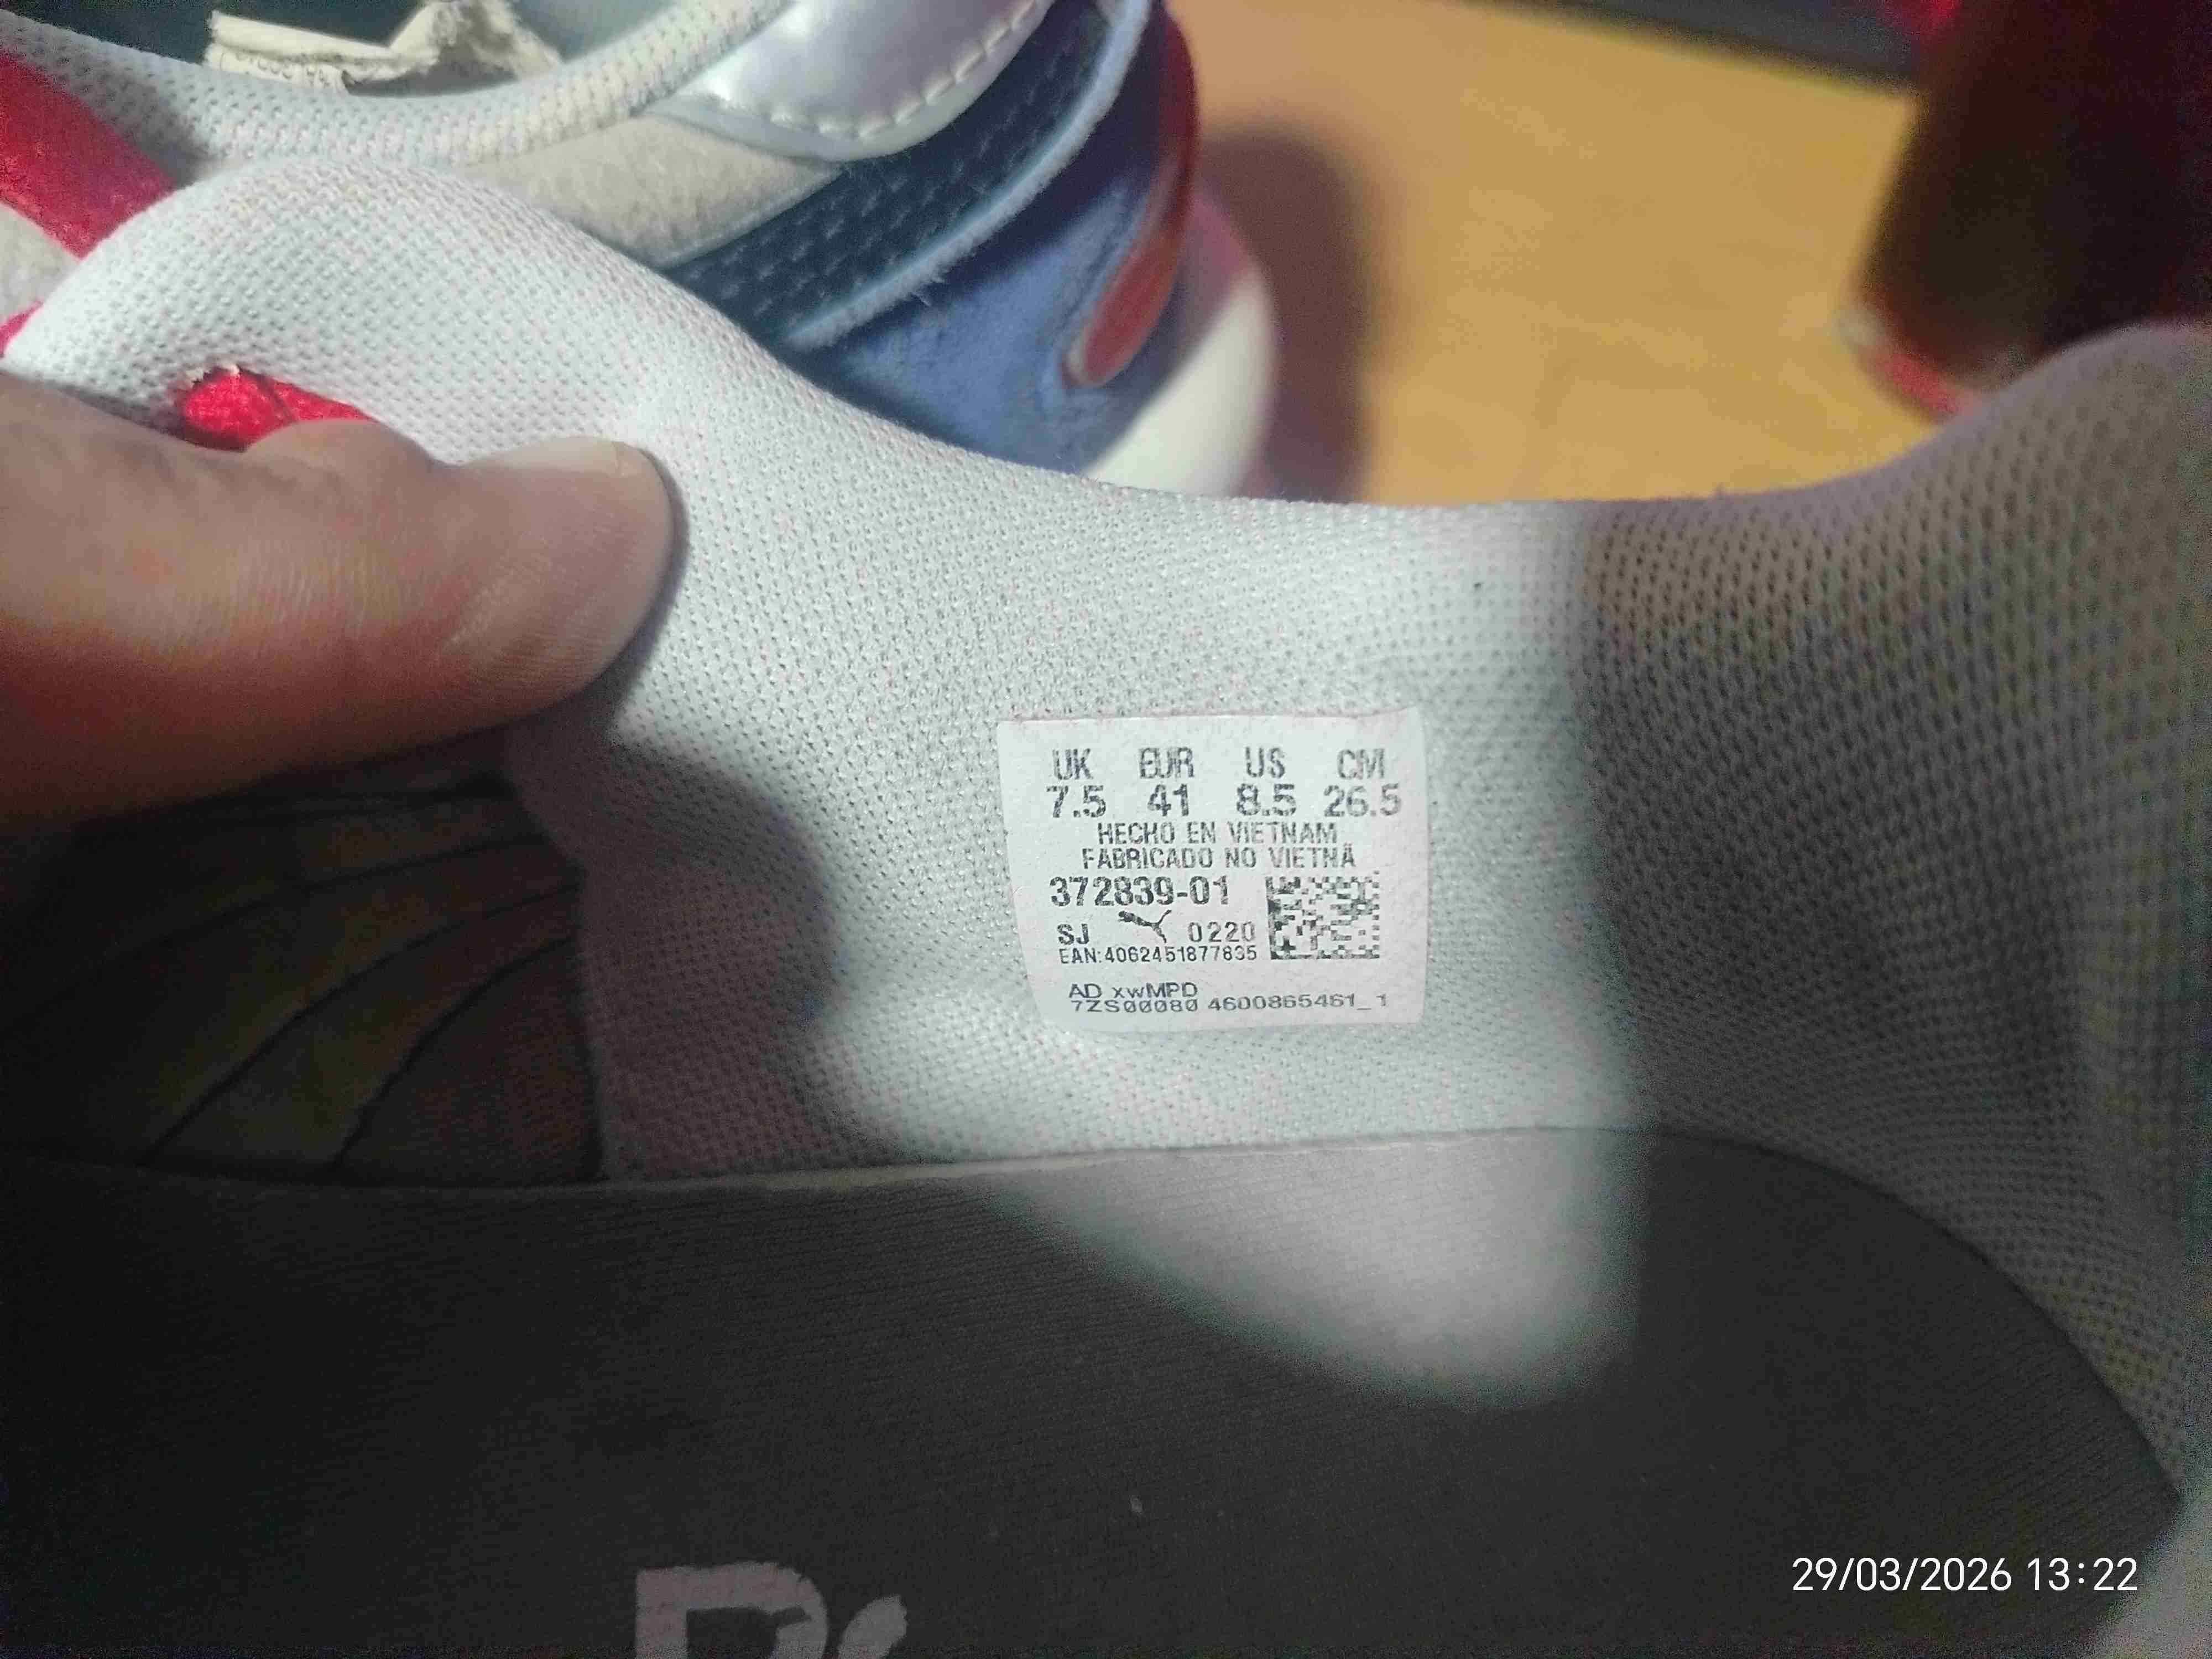 UK EUR US CM
7.5 41 8.5 26.5
HECHO EN VIETNAM
FABRICADO NO VIETNÃ
372839-01
SJ 0220
EAN:4062451877835
AD xwMPD
7ZS00080 4600865461_1
29/03/2026 13:22